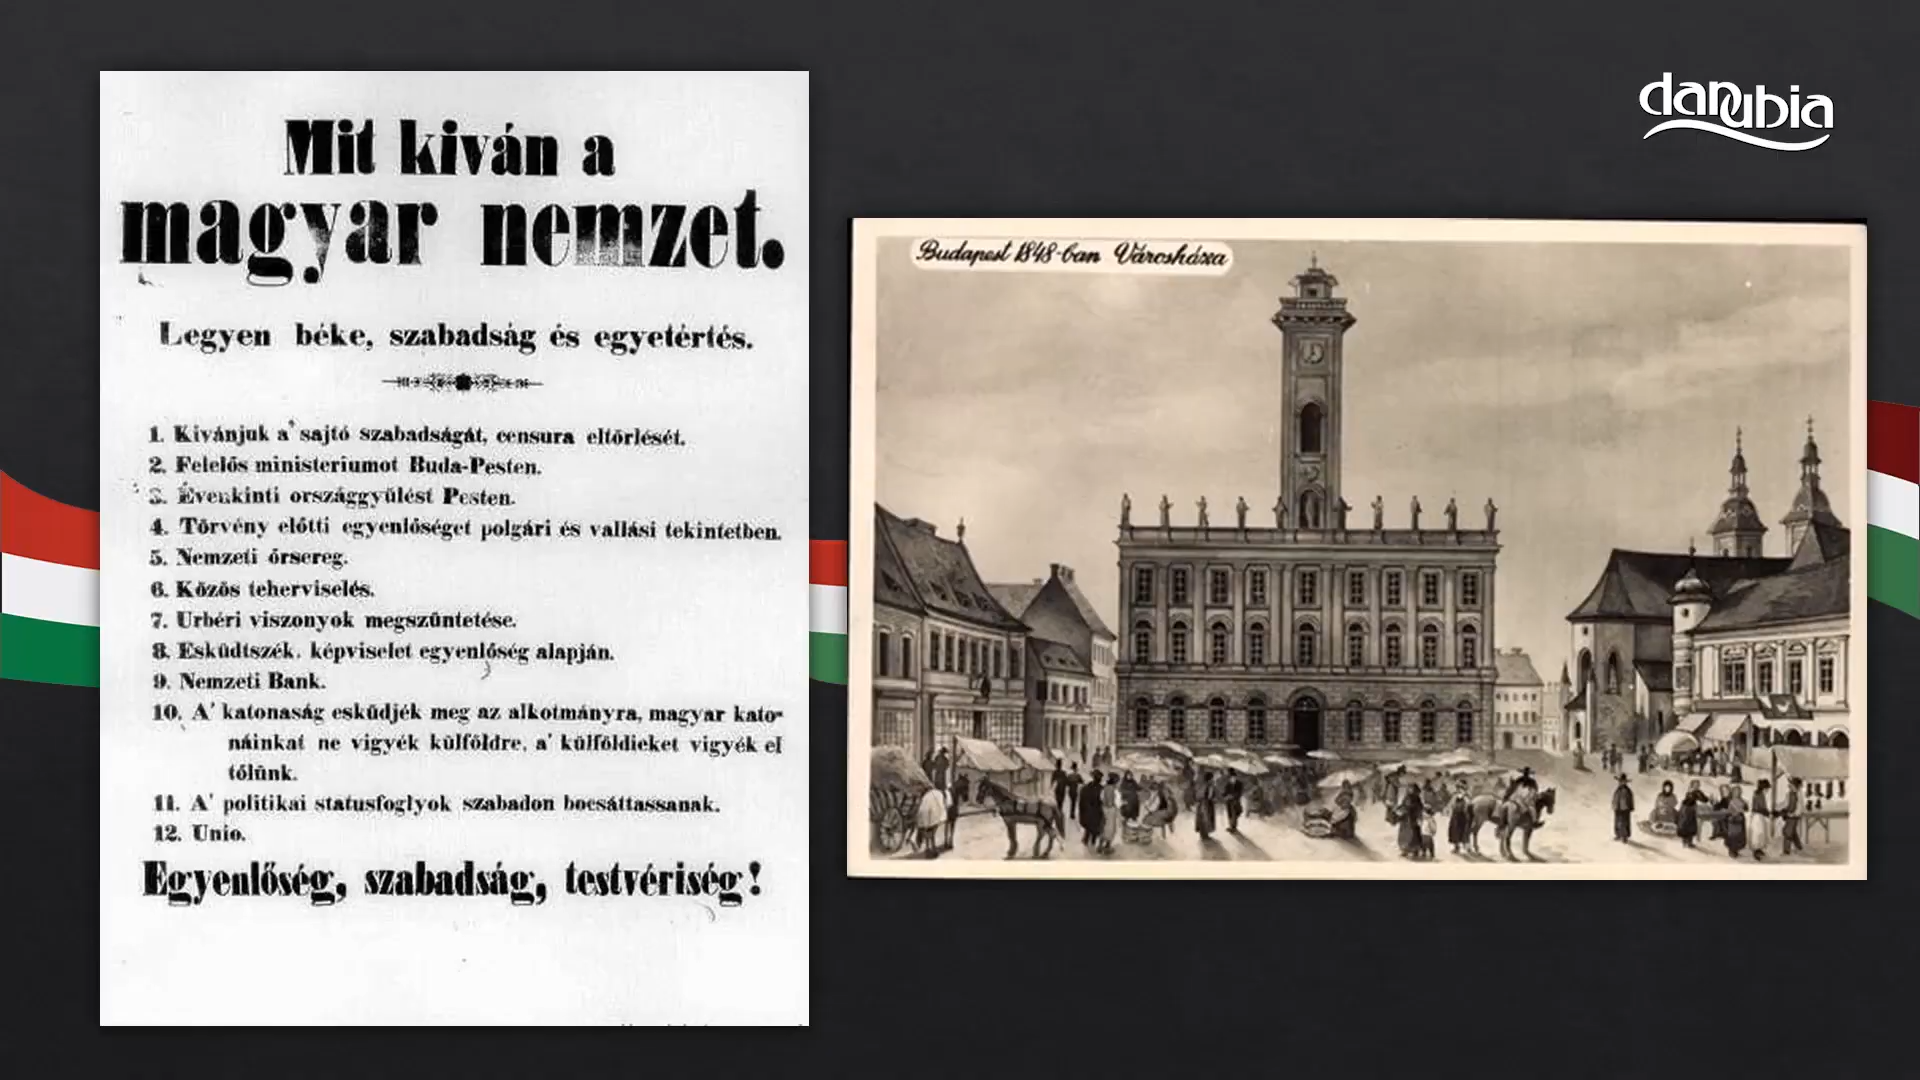 Mit kiván a
magyar nemzet.
Legyen béke, szabadság és egyetértés.
1. Kivánjuk a' sajtó szabadságát, censura eltörlését.
2. Felelős ministeriumot Buda-Pesten.
3. Évenkinti országgyülést Pesten.
4. Törvény előtti egyenlőséget polgári és vallási tekintetben.
5. Nemzeti őrsereg.
6. Közös teherviselés.
7. Urbéri viszonyok megszüntetése.
8. Esküdtszék, képviselet egyenlőség alapján.
9. Nemzeti Bank.
10. A' katonaság esküdjék meg az alkotmányra, magyar kato-
náinkat ne vigyék külföldre, a' külföldieket vigyék el
tőlünk.
11. A' politikai statusfoglyok szabadon bocsáttassanak.
12. Unio.
Egyenlőség, szabadság, testvériség!
danubia
Budapest 1848-ban Városháza